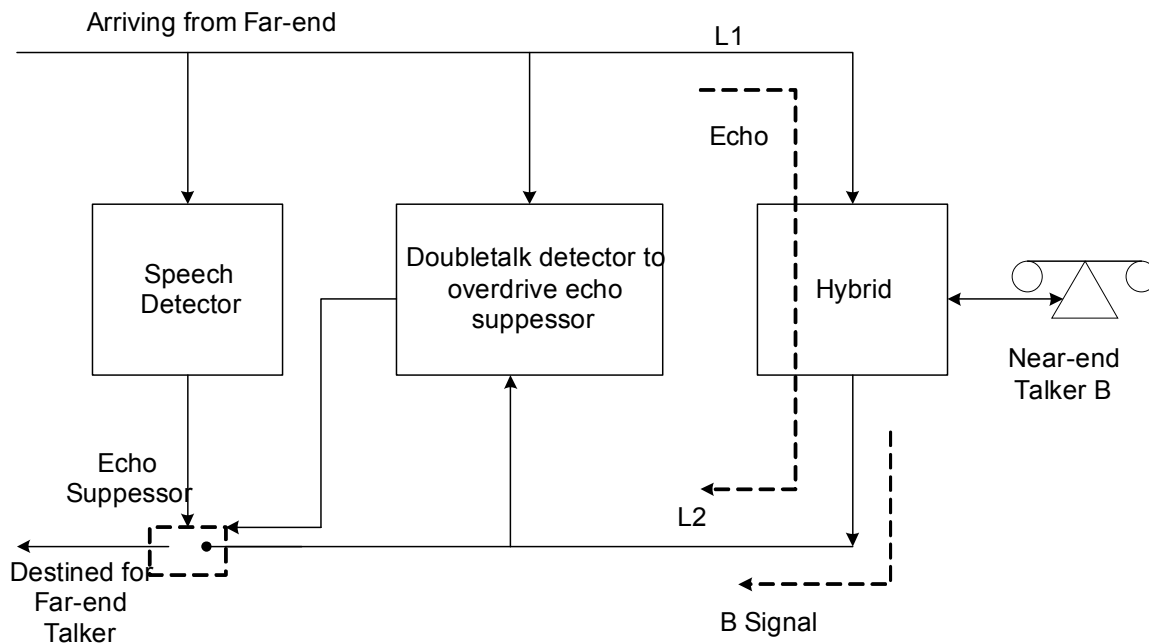 Arriving from Far-end
L1
Echo
Speech
Detector
Doubletalk detector to
overdrive echo
suppessor
Hybrid
Near-end
Talker B
Echo
Suppessor
L2
Destined for
Far-end
Talker
B Signal